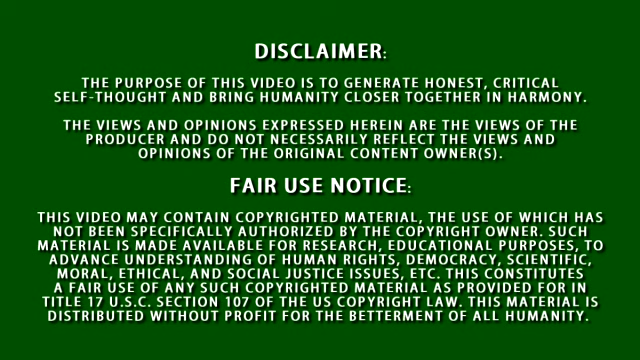 DISCLAIMER:
THE PURPOSE OF THIS VIDEO IS TO GENERATE HONEST, CRITICAL
SELF-THOUGHT AND BRING HUMANITY CLOSER TOGETHER IN HARMONY.
THE VIEWS AND OPINIONS EXPRESSED HEREIN ARE THE VIEWS OF THE
PRODUCER AND DO NOT NECESSARILY REFLECT THE VIEWS AND
OPINIONS OF THE ORIGINAL CONTENT OWNER(S).
FAIR USE NOTICE:
THIS VIDEO MAY CONTAIN COPYRIGHTED MATERIAL, THE USE OF WHICH HAS
NOT BEEN SPECIFICALLY AUTHORIZED BY THE COPYRIGHT OWNER. SUCH
MATERIAL IS MADE AVAILABLE FOR RESEARCH, EDUCATIONAL PURPOSES, TO
ADVANCE UNDERSTANDING OF HUMAN RIGHTS, DEMOCRACY, SCIENTIFIC,
MORAL, ETHICAL, AND SOCIAL JUSTICE ISSUES, ETC. THIS CONSTITUTES
A FAIR USE OF ANY SUCH COPYRIGHTED MATERIAL AS PROVIDED FOR IN
TITLE 17 U.S.C. SECTION 107 OF THE US COPYRIGHT LAW. THIS MATERIAL IS
DISTRIBUTED WITHOUT PROFIT FOR THE BETTERMENT OF ALL HUMANITY.